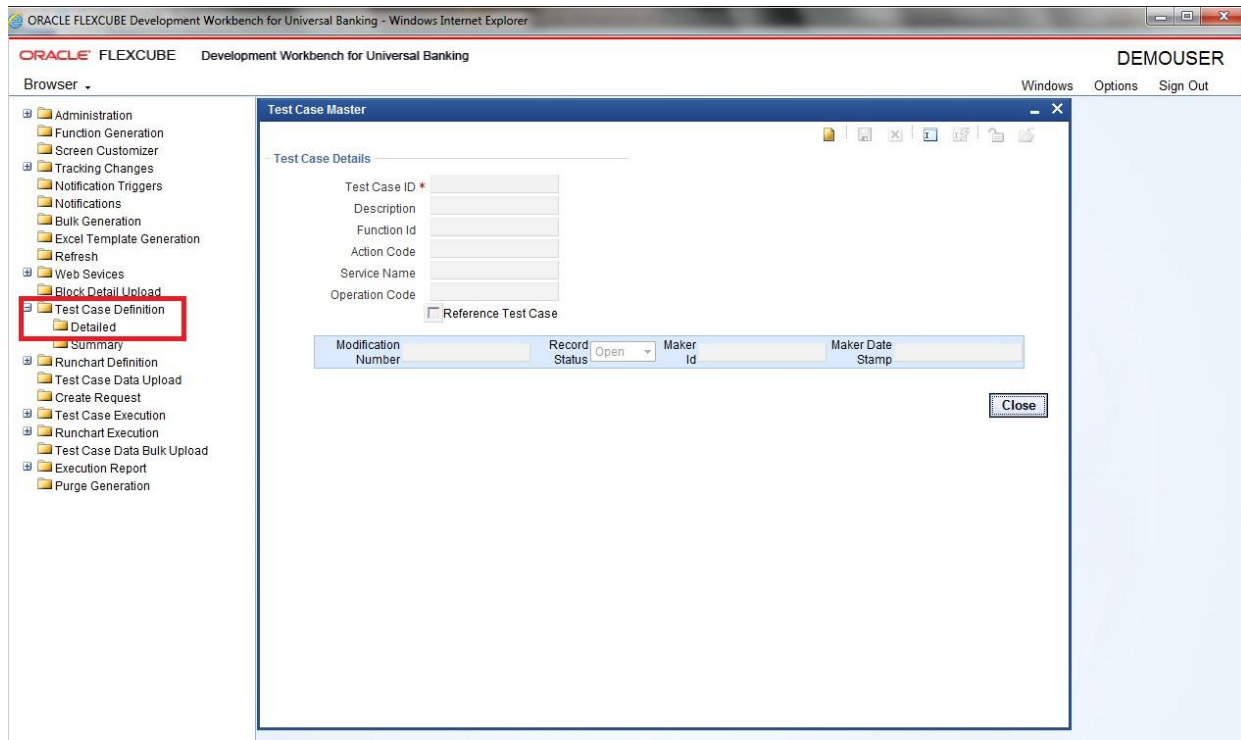 ORACLE FLEXCUBE Development Workbench for Universal Banking - Windows Internet Explorer
ORACLE FLEXCUBE Development Workbench for Universal Banking
DEMOUSER
Browser
Windows Options Sign Out
Administration
Function Generation
Screen Customizer
Tracking Changes
Notification Triggers
Notifications
Bulk Generation
Excel Template Generation
Refresh
Web Sevices
Block Detail Upload
Test Case Definition
Detailed
Summary
Runchart Definition
Test Case Data Upload
Create Request
Test Case Execution
Runchart Execution
Test Case Data Bulk Upload
Execution Report
Purge Generation
Test Case Master
Test Case Details
Test Case ID *
Description
Function Id
Action Code
Service Name
Operation Code
Reference Test Case
Modification Number
Record Status Open
Maker Id
Maker Date Stamp
Close